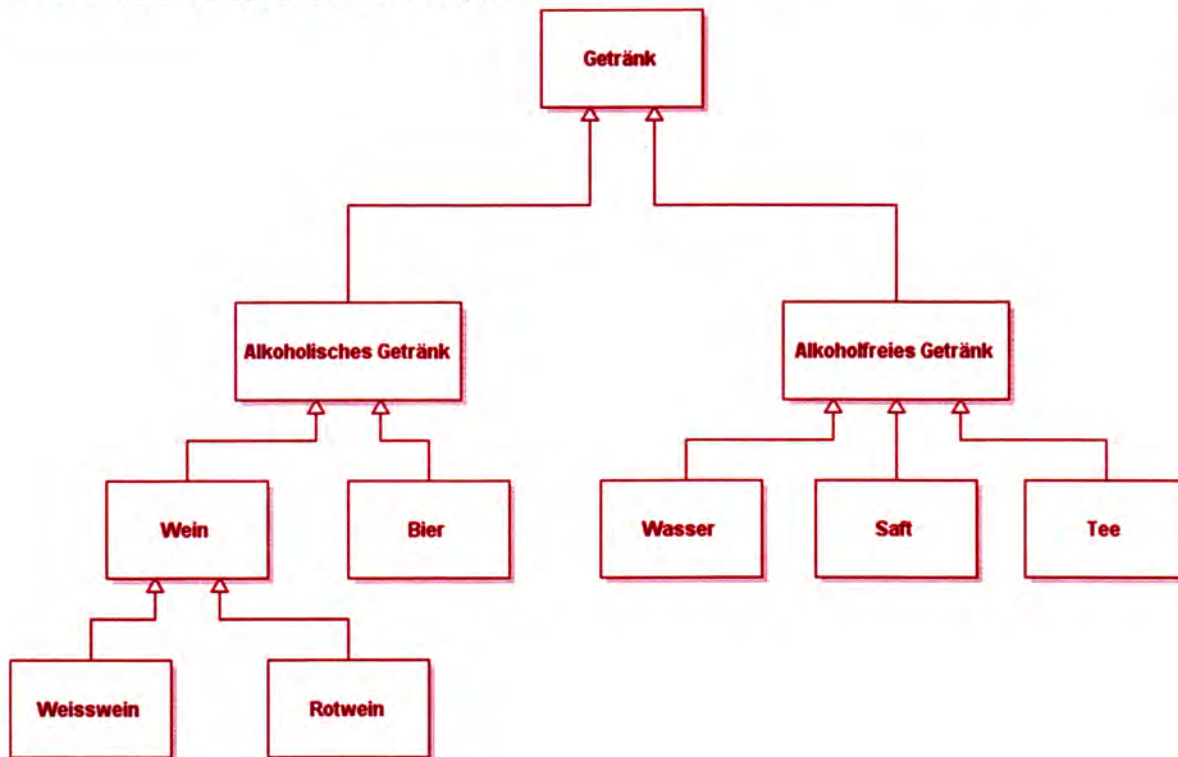 Getränk
Alkoholisches Getränk
Alkoholfreies Getränk
Wein
Bier
Wasser
Saft
Tee
Weisswein
Rotwein